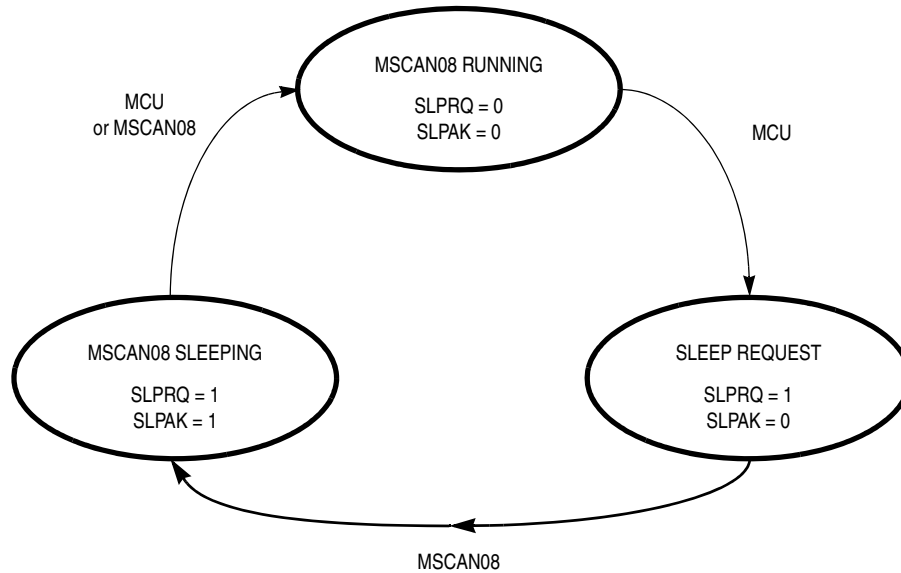 MSCAN08 RUNNING
SLPRQ = 0
SLPAK = 0
MCU
or MSCAN08
MCU
MSCAN08 SLEEPING
SLPRQ = 1
SLPAK = 1
SLEEP REQUEST
SLPRQ = 1
SLPAK = 0
MSCAN08